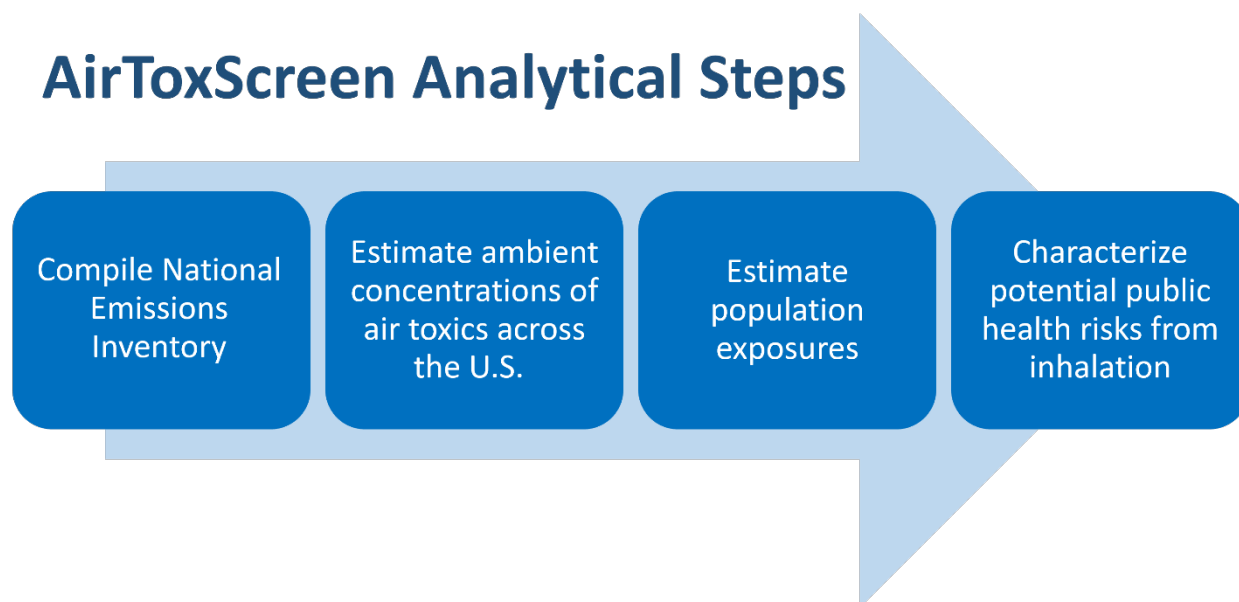 AirToxScreen Analytical Steps
Compile National
Emissions
Inventory
Estimate ambient
concentrations of
air toxics across
the U.S.
Estimate
population
exposures
Characterize
potential public
health risks from
inhalation